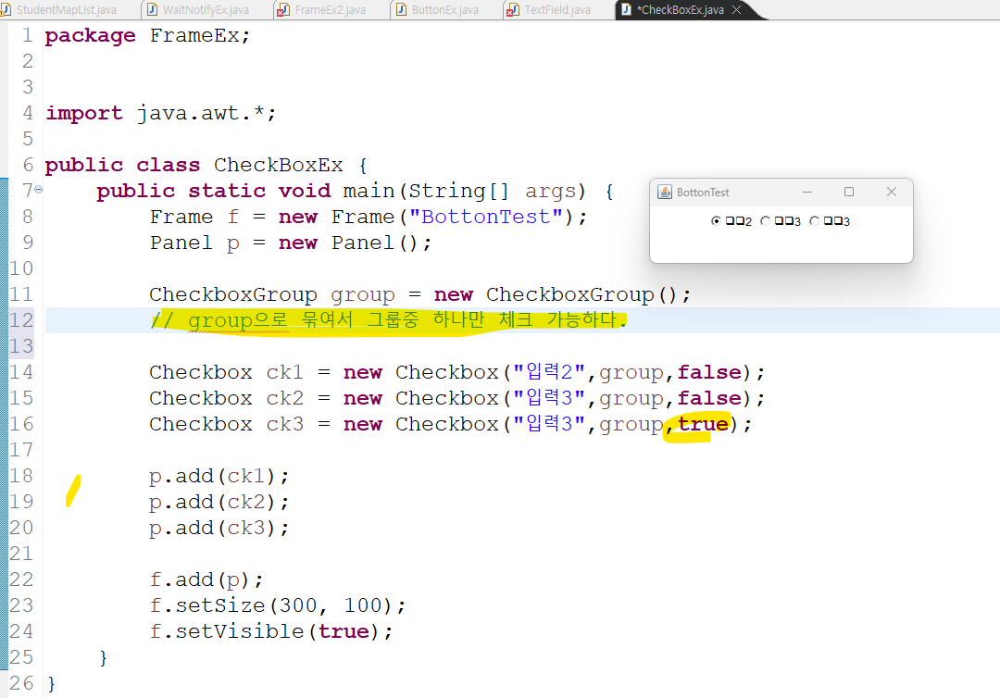 StudentMapList.java WaitNotifyEx.java FrameEx2.java ButtonEx.java TextField.java *CheckBoxEx.java
1 package FrameEx;
2
3
4 import java.awt.*;
5
6 public class CheckBoxEx {
7 public static void main(String[] args) {
8 Frame f = new Frame("BottonTest");
9 Panel p = new Panel();
10
11 CheckboxGroup group = new CheckboxGroup();
12 // group으로 묶여서 그룹중 하나만 체크 가능하다.
13
14 Checkbox ck1 = new Checkbox("입력2",group,false);
15 Checkbox ck2 = new Checkbox("입력3",group,false);
16 Checkbox ck3 = new Checkbox("입력3",group,true);
17
18 p.add(ck1);
19 p.add(ck2);
20 p.add(ck3);
21
22 f.add(p);
23 f.setSize(300, 100);
24 f.setVisible(true);
25 }
26 }
BottonTest
□□2 □□3 □□3